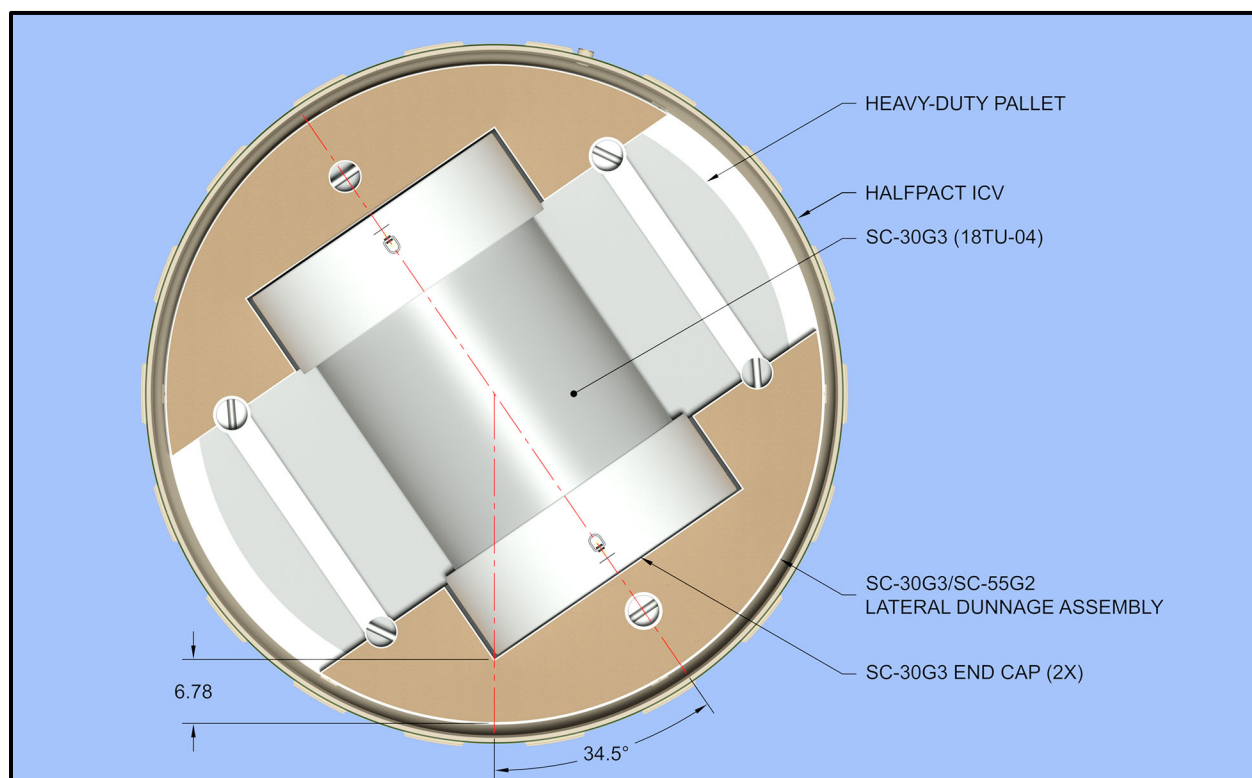 HEAVY-DUTY PALLET
HALFPACT ICV
SC-30G3 (18TU-04)
SC-30G3/SC-55G2
LATERAL DUNNAGE ASSEMBLY
SC-30G3 END CAP (2X)
6.78
34.5°